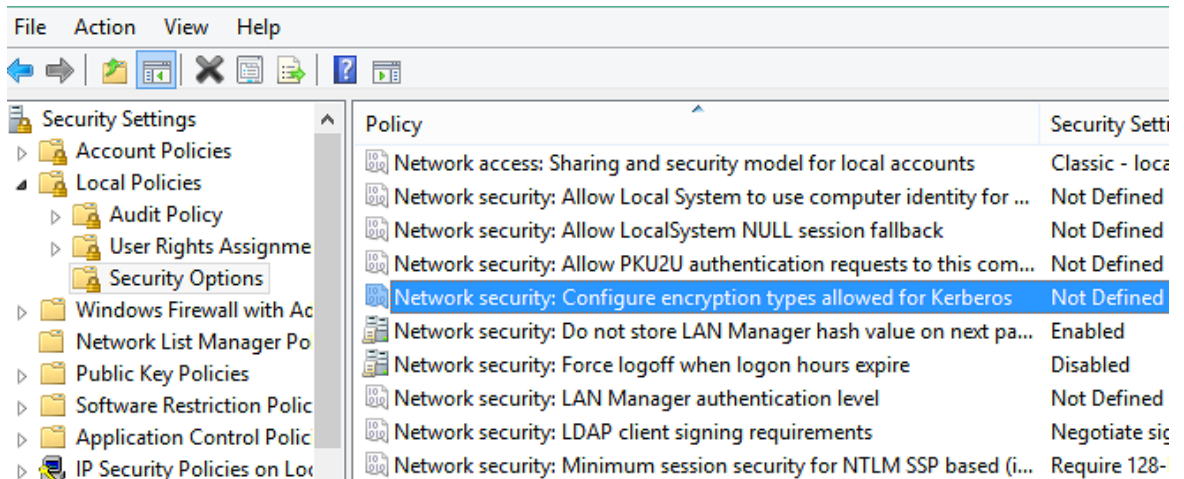 File Action View Help
Security Settings
Account Policies
Local Policies
Audit Policy
User Rights Assignme
Security Options
Windows Firewall with Ad
Network List Manager Po
Public Key Policies
Software Restriction Polic
Application Control Polic
IP Security Policies on Loc
Policy Security Setti
Network access: Sharing and security model for local accounts Classic - loca
Network security: Allow Local System to use computer identity for ... Not Defined
Network security: Allow LocalSystem NULL session fallback Not Defined
Network security: Allow PKU2U authentication requests to this com... Not Defined
Network security: Configure encryption types allowed for Kerberos Not Defined
Network security: Do not store LAN Manager hash value on next pa... Enabled
Network security: Force logoff when logon hours expire Disabled
Network security: LAN Manager authentication level Not Defined
Network security: LDAP client signing requirements Negotiate sig
Network security: Minimum session security for NTLM SSP based (i... Require 128-